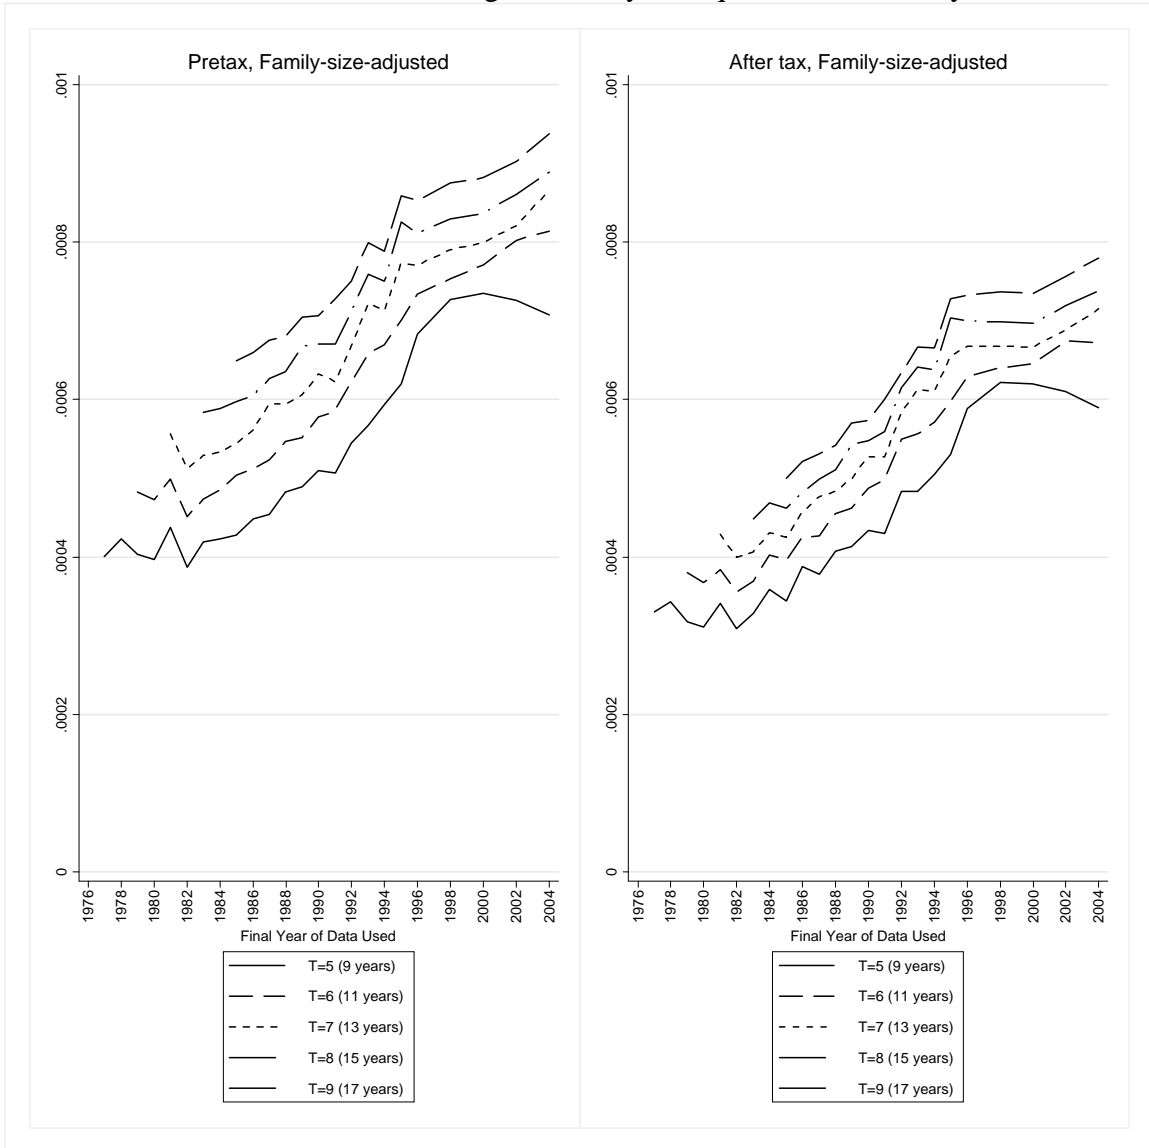 Pretax, Family-size-adjusted
.001
.0008
.0006
.0004
.0002
0
1976 1978 1980 1982 1984 1986 1988 1990 1992 1994 1996 1998 2000 2002 2004
Final Year of Data Used
T=5 (9 years)
T=6 (11 years)
T=7 (13 years)
T=8 (15 years)
T=9 (17 years)
After tax, Family-size-adjusted
.001
.0008
.0006
.0004
.0002
0
1976 1978 1980 1982 1984 1986 1988 1990 1992 1994 1996 1998 2000 2002 2004
Final Year of Data Used
T=5 (9 years)
T=6 (11 years)
T=7 (13 years)
T=8 (15 years)
T=9 (17 years)